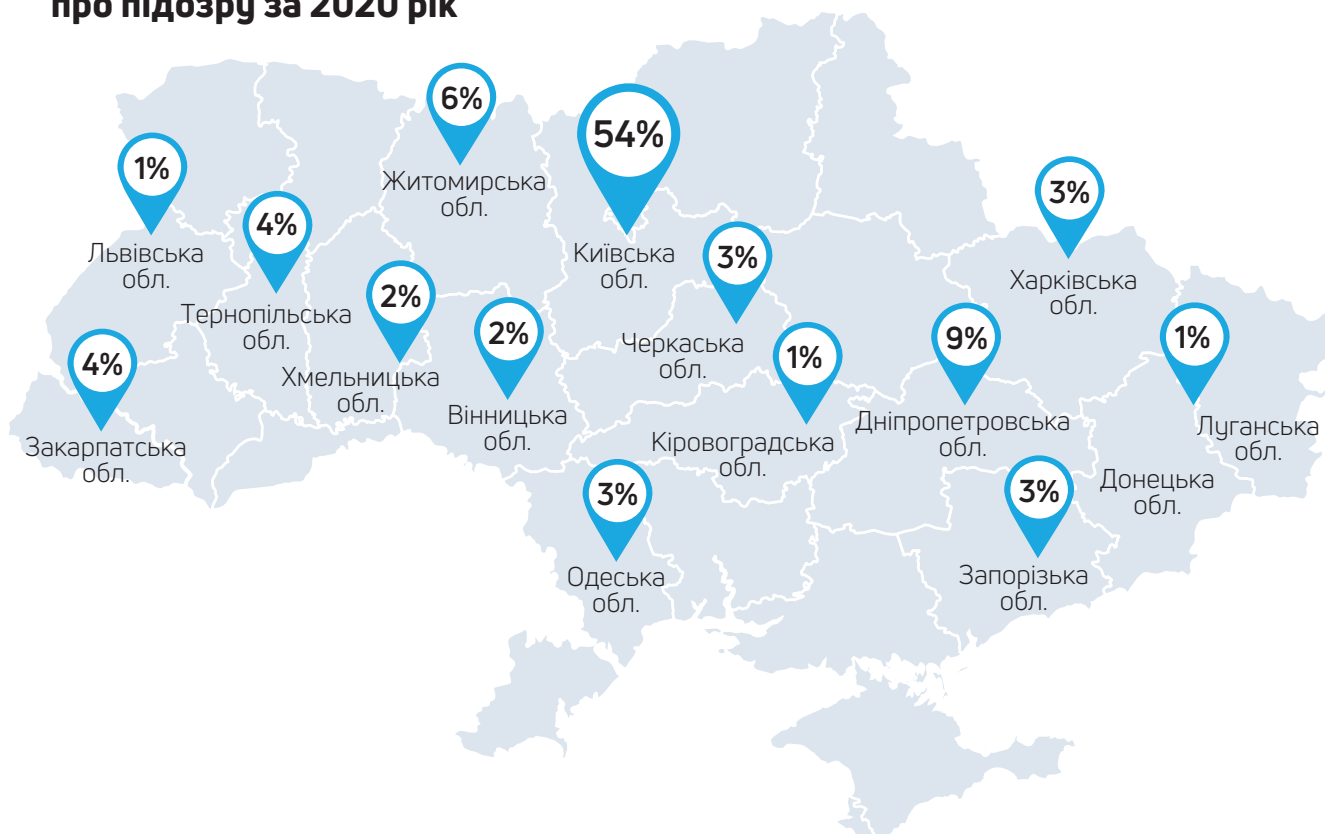 про підозру за 2020 рік
6%
Житомирська
обл.
54%
Київська
обл.
1%
Львівська
обл.
4%
Тернопільська
обл.
3%
Харківська
обл.
3%
Черкаська
обл.
2%
Хмельницька
обл.
2%
Вінницька
обл.
4%
Закарпатська
обл.
1%
Кіровоградська
обл.
9%
Дніпропетровська
обл.
1%
Луганська
обл.
Донецька
обл.
3%
Одеська
обл.
3%
Запорізька
обл.